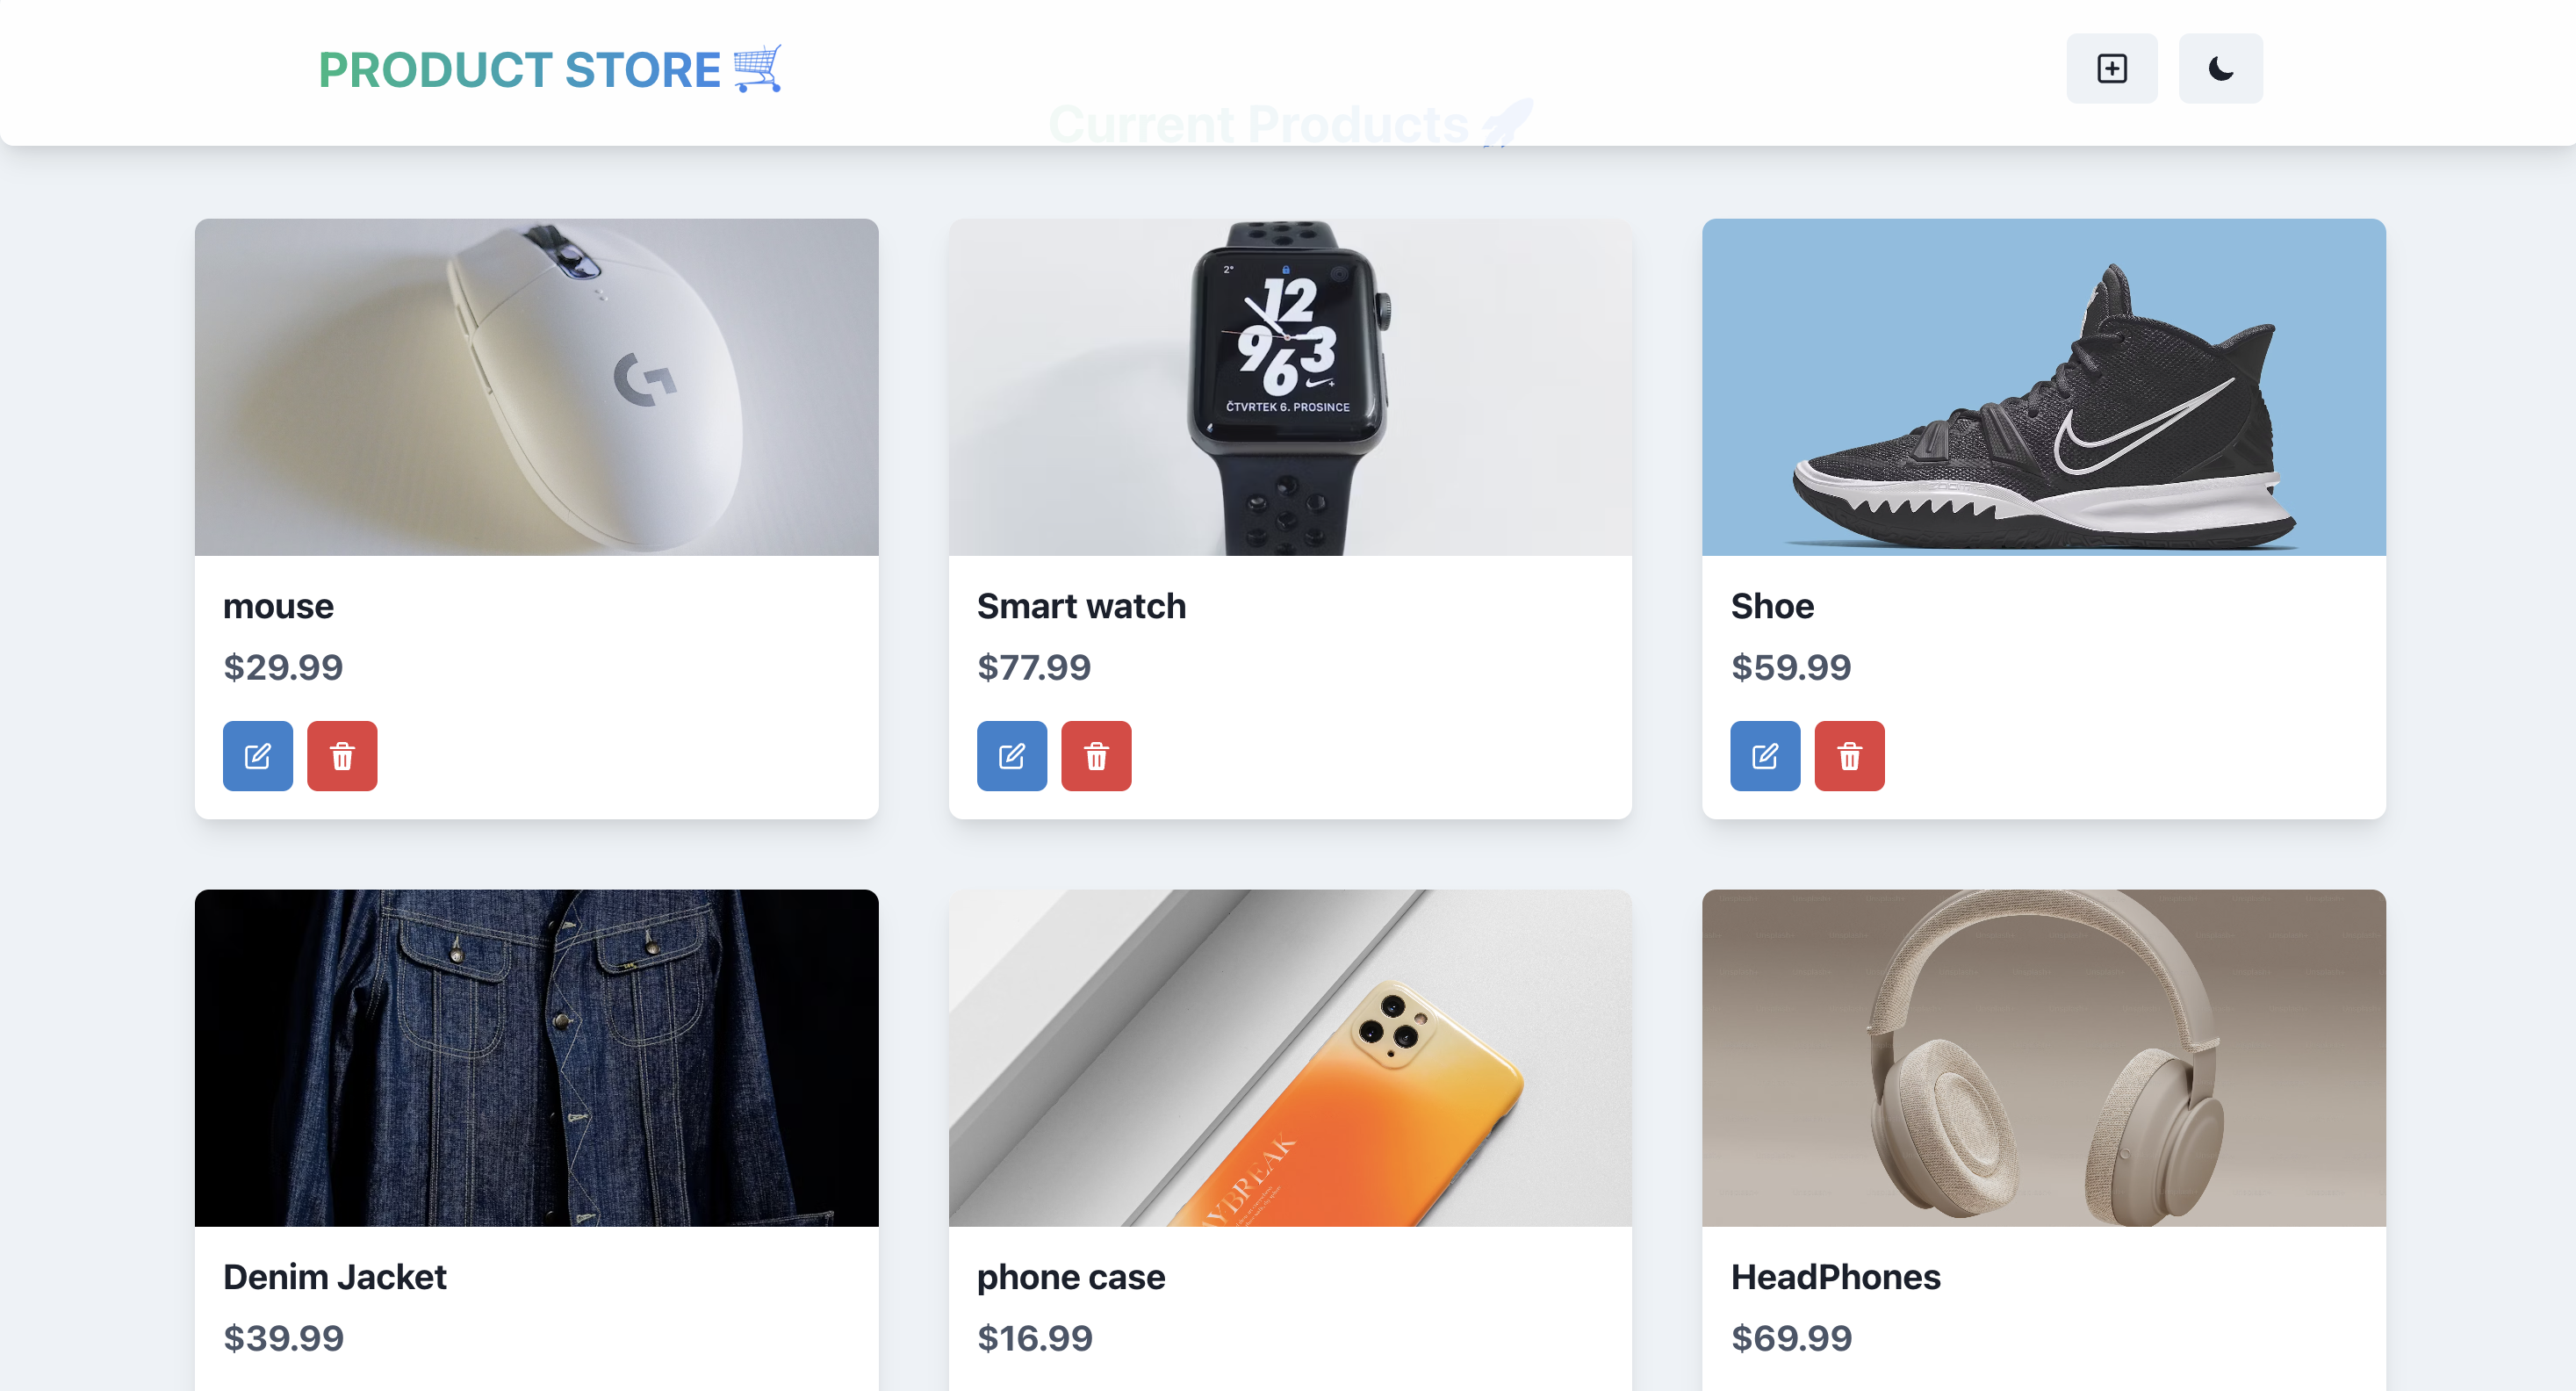 PRODUCT STORE 🛒
Current Products 🚀
2°
12
9 3
6
ČTVRTEK 6. PROSINCE
mouse
$29.99
Smart watch
$77.99
Shoe
$59.99
Denim Jacket
$39.99
phone case
$16.99
HeadPhones
$69.99